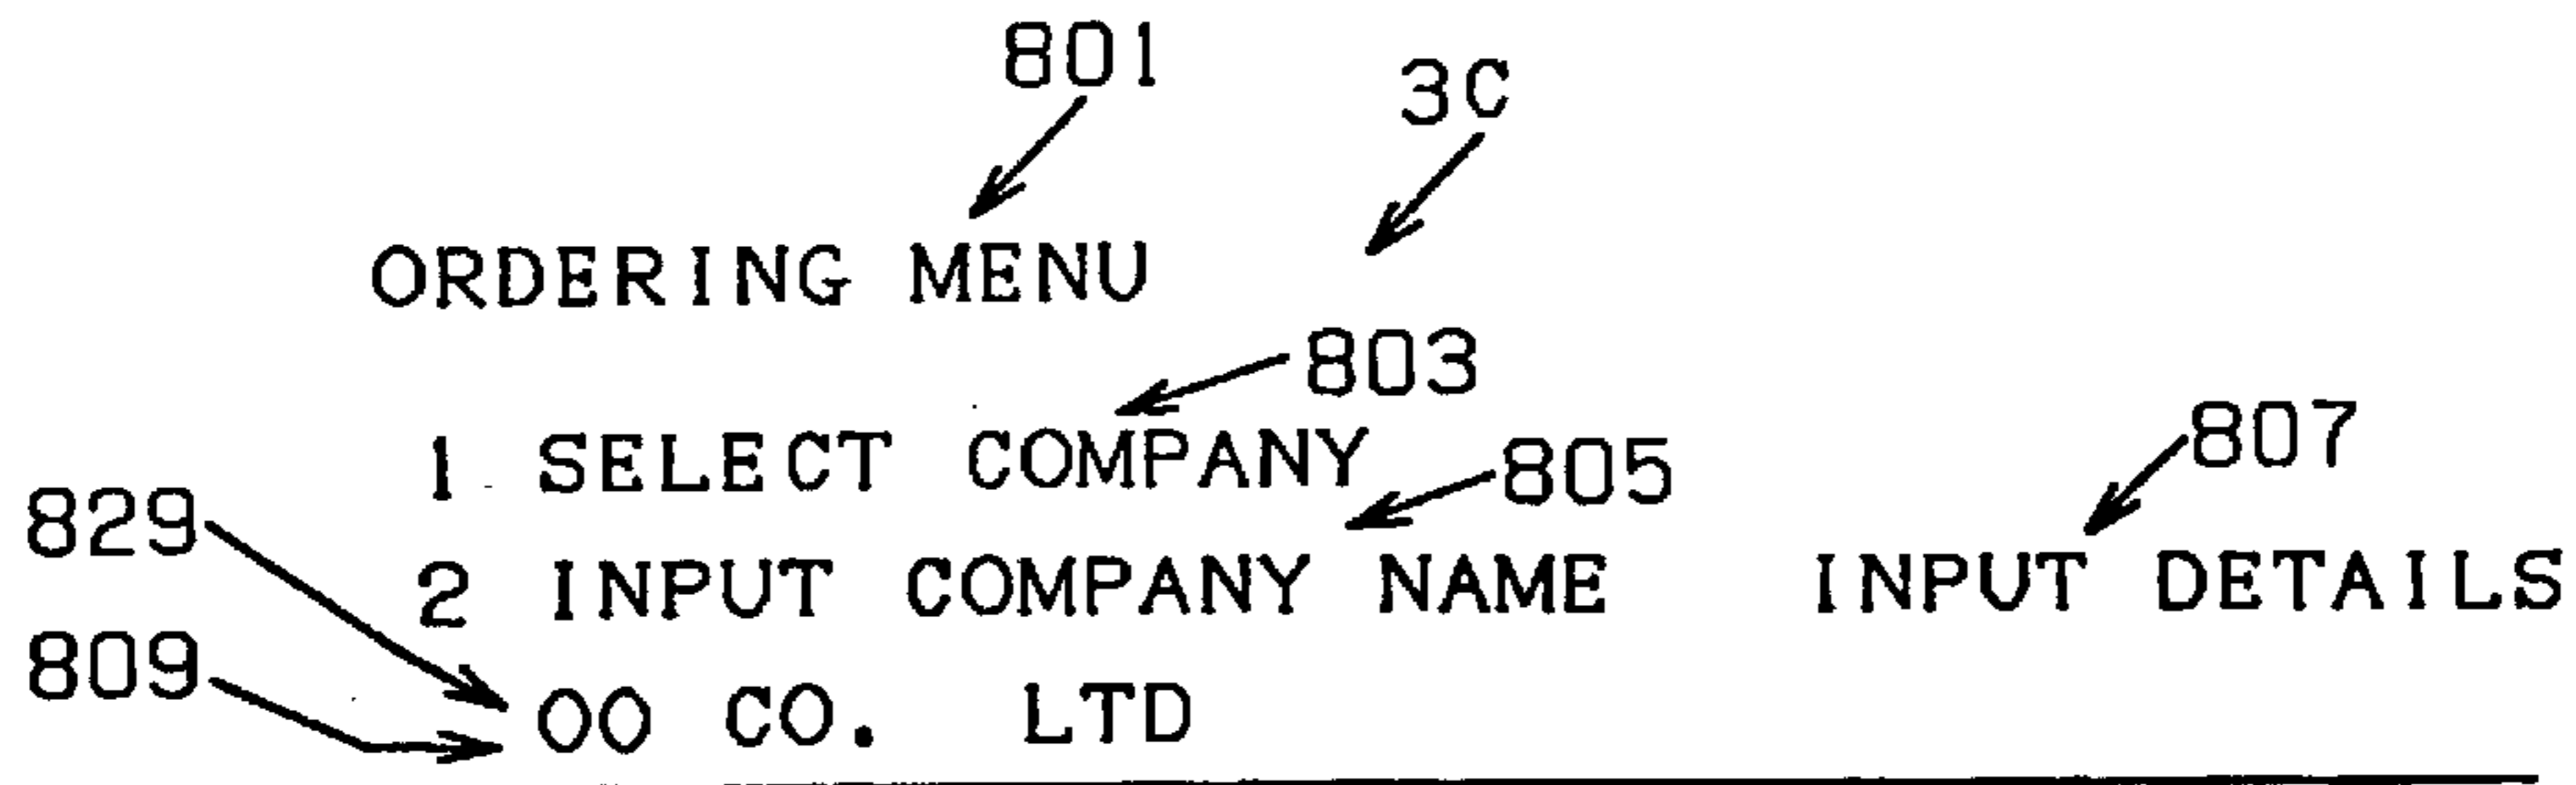 801
3C
ORDERING MENU
803
1 SELECT COMPANY
805
807
829
2 INPUT COMPANY NAME INPUT DETAILS
809
OO CO. LTD